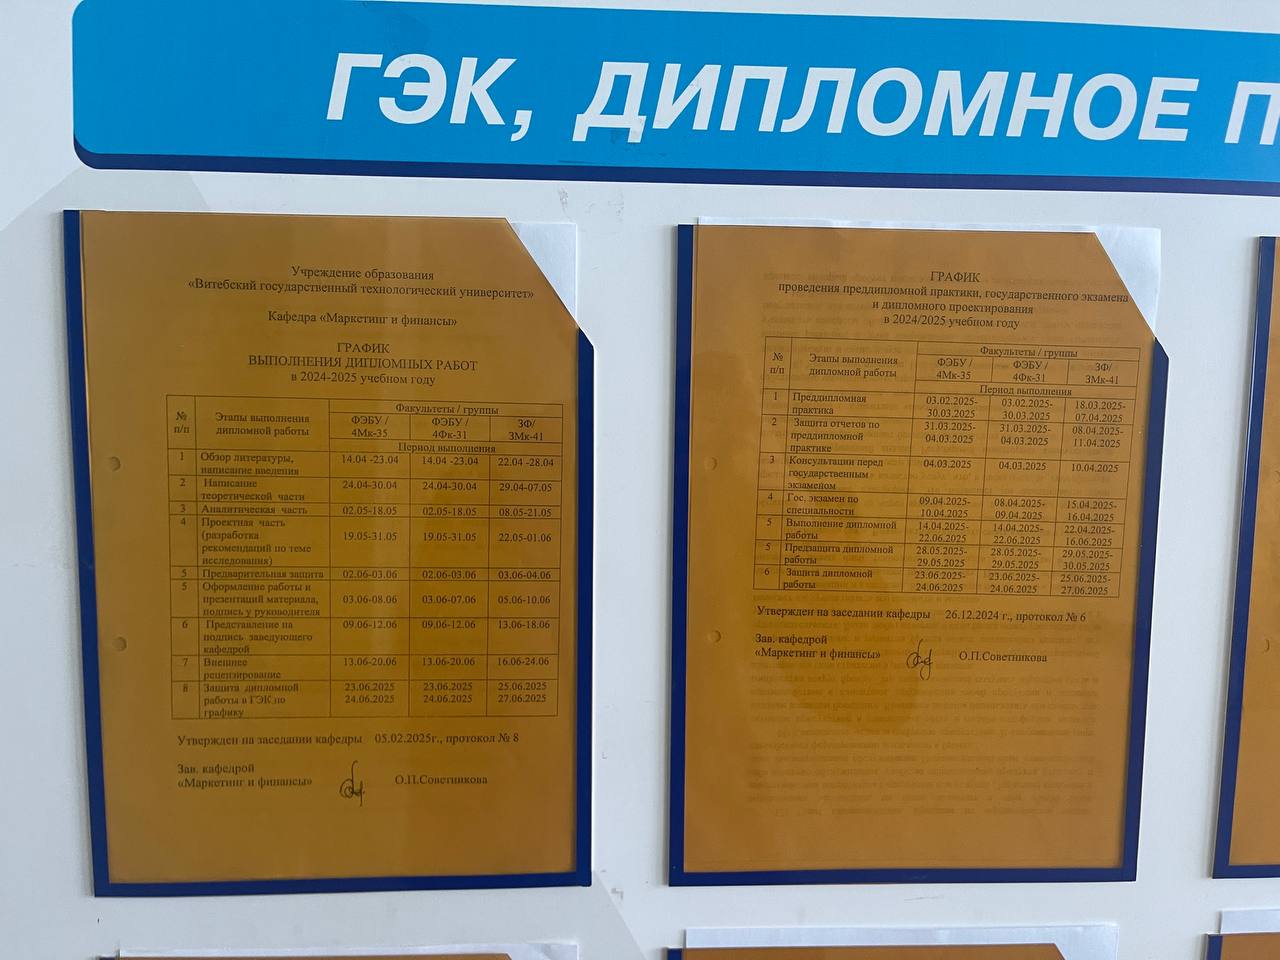 ГЭК, ДИПЛОМНОЕ П
Учреждение образования
«Витебский государственный технологический университет»
Кафедра «Маркетинг и финансы»
ГРАФИК
ВЫПОЛНЕНИЯ ДИПЛОМНЫХ РАБОТ
в 2024-2025 учебном году
№ п/п Этапы выполнения дипломной работы Факультеты / группы
ФЭБУ / 4Мк-35 ФЭБУ / 4Фк-31 ЗФ/ ЗМк-41
Период выполнения
1 Обзор литературы, написание введения 14.04 -23.04 14.04 -23.04 22.04 -28.04
2 Написание теоретической части 24.04-30.04 24.04-30.04 29.04-07.05
3 Аналитическая часть 02.05-18.05 02.05-18.05 08.05-21.05
4 Проектная часть (разработка рекомендаций по теме исследования) 19.05-31.05 19.05-31.05 22.05-01.06
5 Предварительная защита 02.06-03.06 02.06-03.06 03.06-04.06
5 Оформление работы и презентаций материала, подпись у руководителя 03.06-08.06 03.06-07.06 05.06-10.06
6 Представление на подпись заведующего кафедрой 09.06-12.06 09.06-12.06 13.06-18.06
7 Внешнее рецензирование 13.06-20.06 13.06-20.06 16.06-24.06
8 Защита дипломной работы в ГЭК по графику 23.06.2025 24.06.2025 23.06.2025 24.06.2025 25.06.2025 27.06.2025
Утвержден на заседании кафедры 05.02.2025г., протокол № 8
Зав. кафедрой
«Маркетинг и финансы» О.П.Советникова
ГРАФИК
проведения преддипломной практики, государственного экзамена
и дипломного проектирования
в 2024/2025 учебном году
№ п/п Этапы выполнения дипломной работы Факультеты / группы
ФЭБУ / 4Мк-35 ФЭБУ / 4Фк-31 ЗФ/ ЗМк-41
Период выполнения
1 Преддипломная практика 03.02.2025-30.03.2025 03.02.2025-30.03.2025 18.03.2025-07.04.2025
2 Защита отчетов по преддипломной практике 31.03.2025-04.03.2025 31.03.2025-04.03.2025 08.04.2025-11.04.2025
3 Консультации перед государственным экзаменом 04.03.2025 04.03.2025 10.04.2025
4 Гос. экзамен по специальности 09.04.2025-10.04.2025 08.04.2025-09.04.2025 15.04.2025-16.04.2025
5 Выполнение дипломной работы 14.04.2025-22.06.2025 14.04.2025-22.06.2025 22.04.2025-16.06.2025
5 Предзащита дипломной работы 28.05.2025-29.05.2025 28.05.2025-29.05.2025 29.05.2025-30.05.2025
6 Защита дипломной работы 23.06.2025-24.06.2025 23.06.2025-24.06.2025 25.06.2025-27.06.2025
Утвержден на заседании кафедры 26.12.2024 г., протокол № 6
Зав. кафедрой
«Маркетинг и финансы» О.П.Советникова